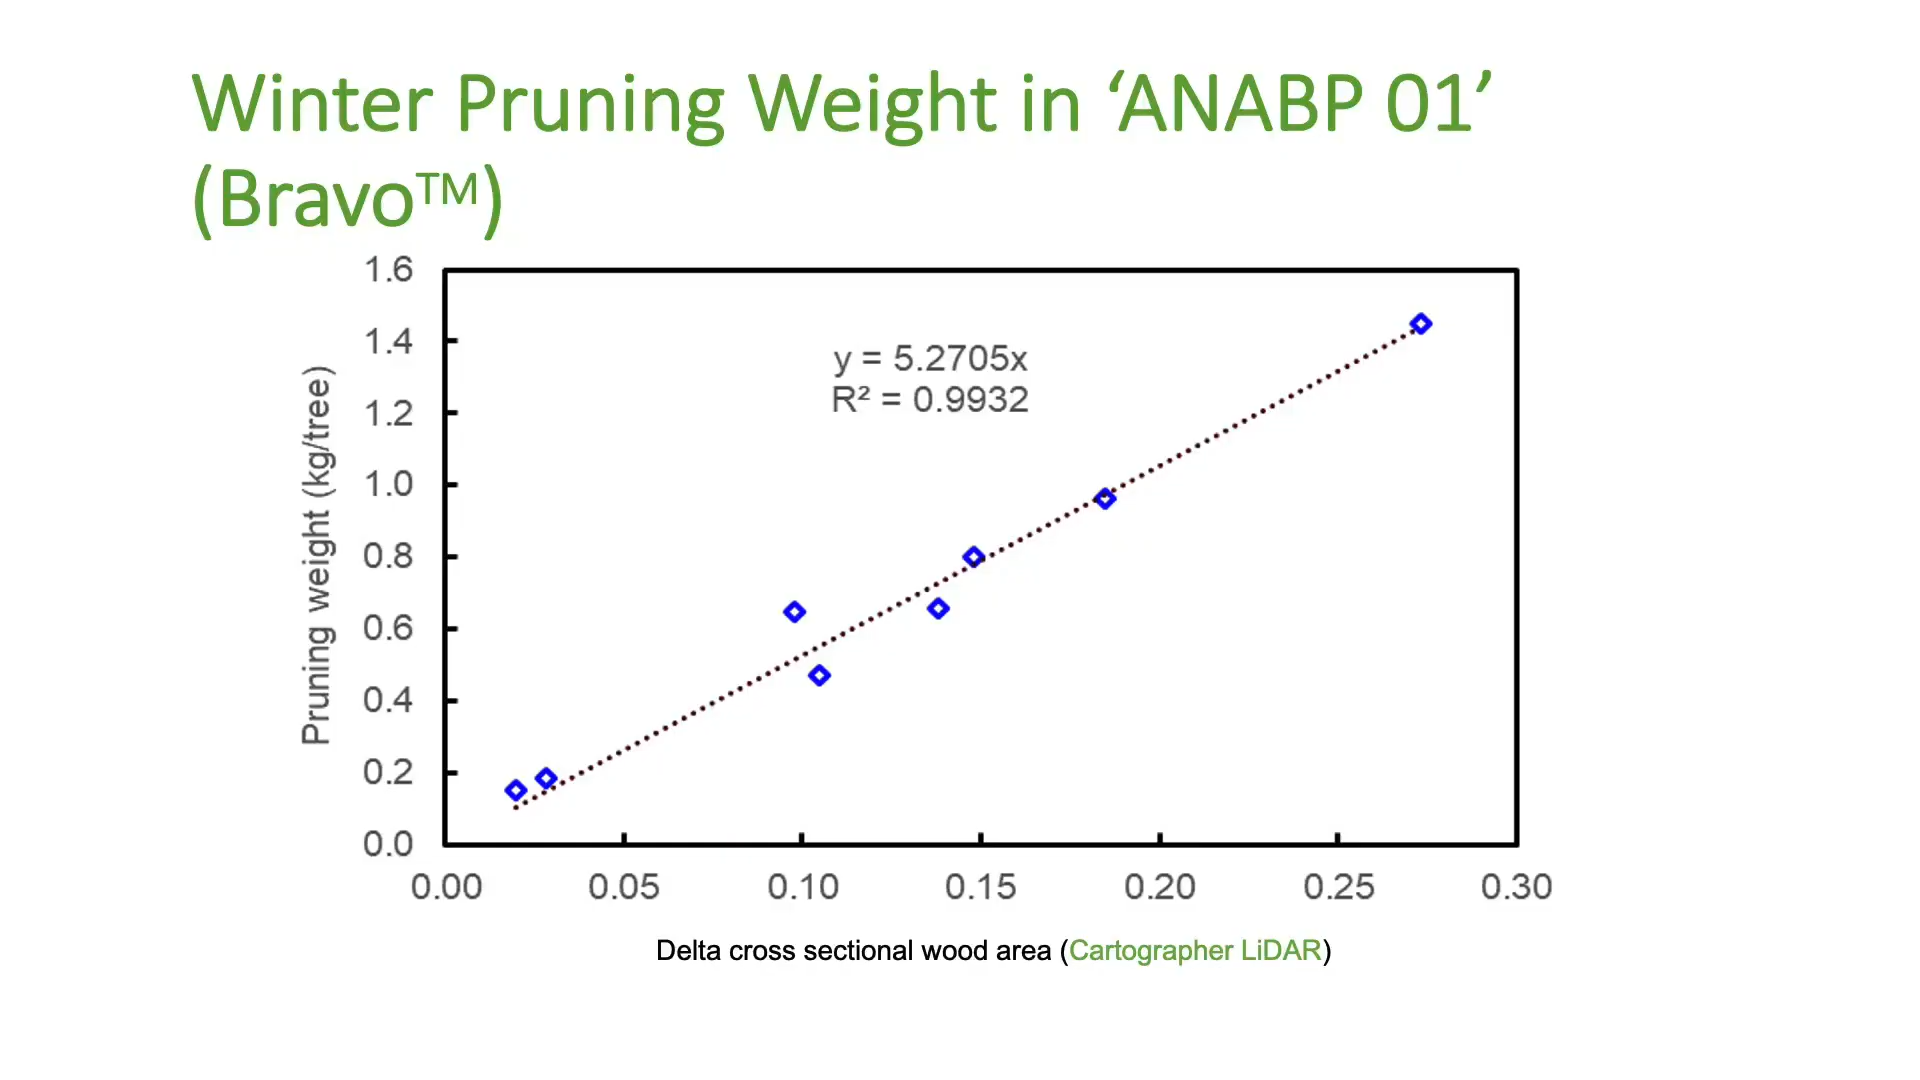 Winter Pruning Weight in ‘ANABP 01’
(Bravo™)
1.6
1.4
1.2
1.0
0.8
0.6
0.4
0.2
0.0
Pruning weight (kg/tree)
y = 5.2705x
R² = 0.9932
0.00 0.05 0.10 0.15 0.20 0.25 0.30
Delta cross sectional wood area (Cartographer LiDAR)